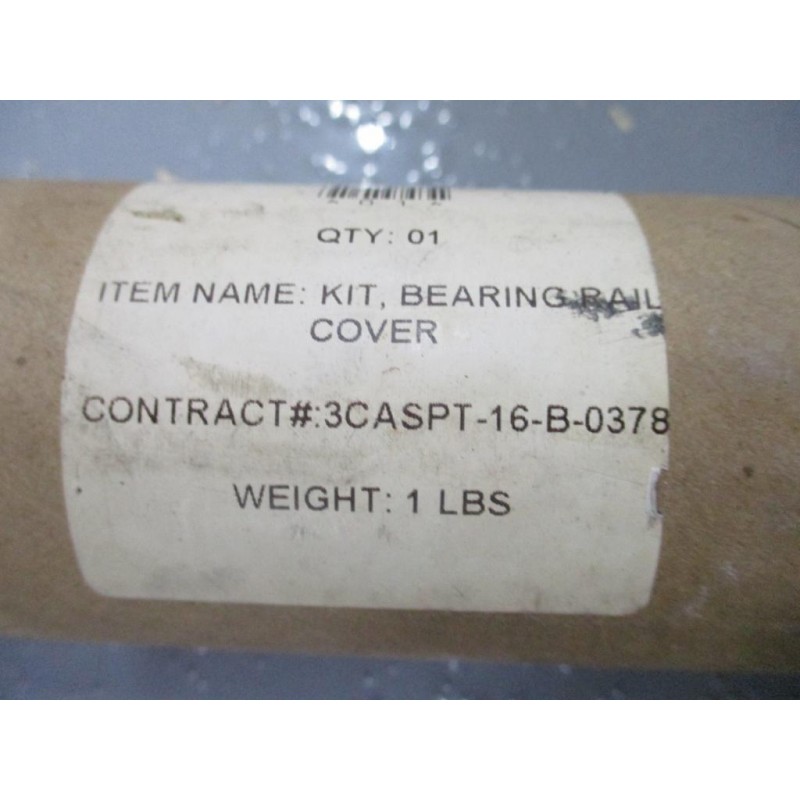 QTY: 01
ITEM NAME: KIT, BEARING RAIL
COVER
CONTRACT#:3CASPT-16-B-0378
WEIGHT: 1 LBS